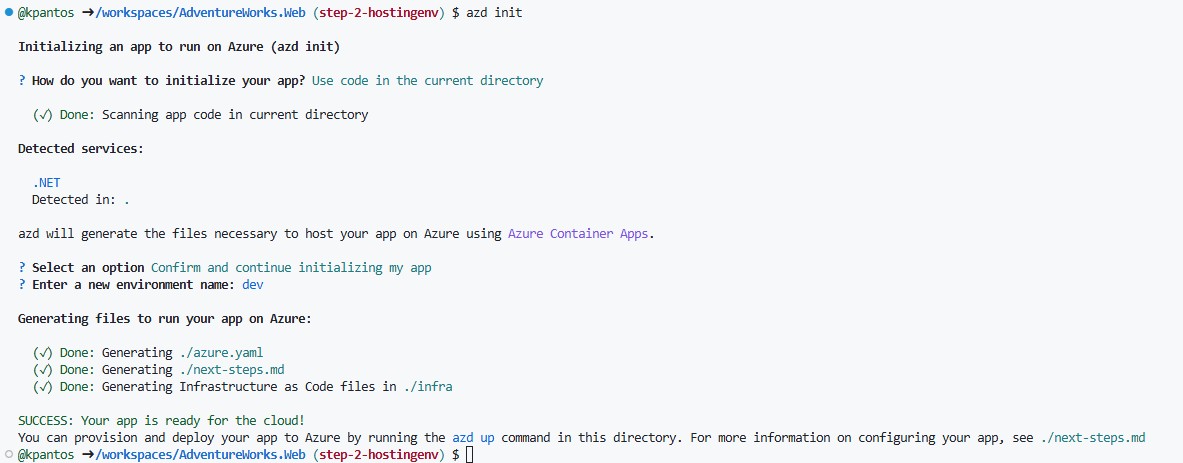 @kpantos →/workspaces/AdventureWorks.Web (step-2-hostingenv) $ azd init
Initializing an app to run on Azure (azd init)
? How do you want to initialize your app? Use code in the current directory
(✓) Done: Scanning app code in current directory
Detected services:
.NET
Detected in: .
azd will generate the files necessary to host your app on Azure using Azure Container Apps.
? Select an option Confirm and continue initializing my app
? Enter a new environment name: dev
Generating files to run your app on Azure:
(✓) Done: Generating ./azure.yaml
(✓) Done: Generating ./next-steps.md
(✓) Done: Generating Infrastructure as Code files in ./infra
SUCCESS: Your app is ready for the cloud!
You can provision and deploy your app to Azure by running the azd up command in this directory. For more information on configuring your app, see ./next-steps.md
@kpantos →/workspaces/AdventureWorks.Web (step-2-hostingenv) $